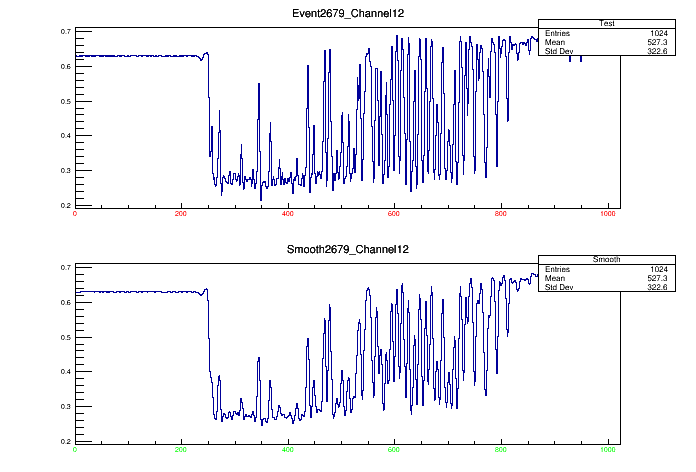 Event2679_Channel12
Test
Entries 1024
Mean 527.3
Std Dev 322.6
0.7
0.6
0.5
0.4
0.3
0.2
0 200 400 600 800 1000
Smooth2679_Channel12
Smooth
Entries 1024
Mean 527.3
Std Dev 322.6
0.7
0.6
0.5
0.4
0.3
0.2
0 200 400 600 800 1000